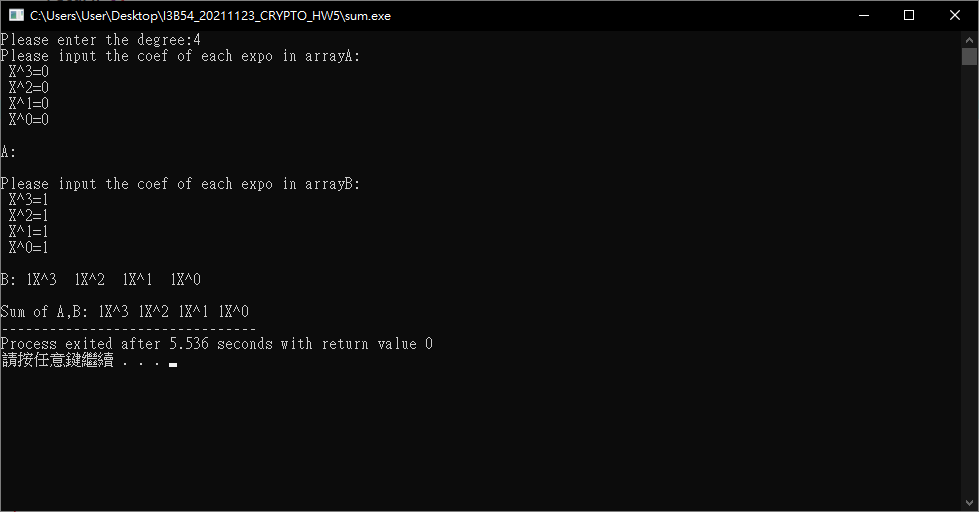 C:\Users\User\Desktop\I3B54_20211123_CRYPTO_HW5\sum.exe
Please enter the degree:4
Please input the coef of each expo in arrayA:
X^3=0
X^2=0
X^1=0
X^0=0
A:
Please input the coef of each expo in arrayB:
X^3=1
X^2=1
X^1=1
X^0=1
B: 1X^3  1X^2  1X^1  1X^0
Sum of A,B: 1X^3 1X^2 1X^1 1X^0
--------------------------------
Process exited after 5.536 seconds with return value 0
請按任意鍵繼續 . . .